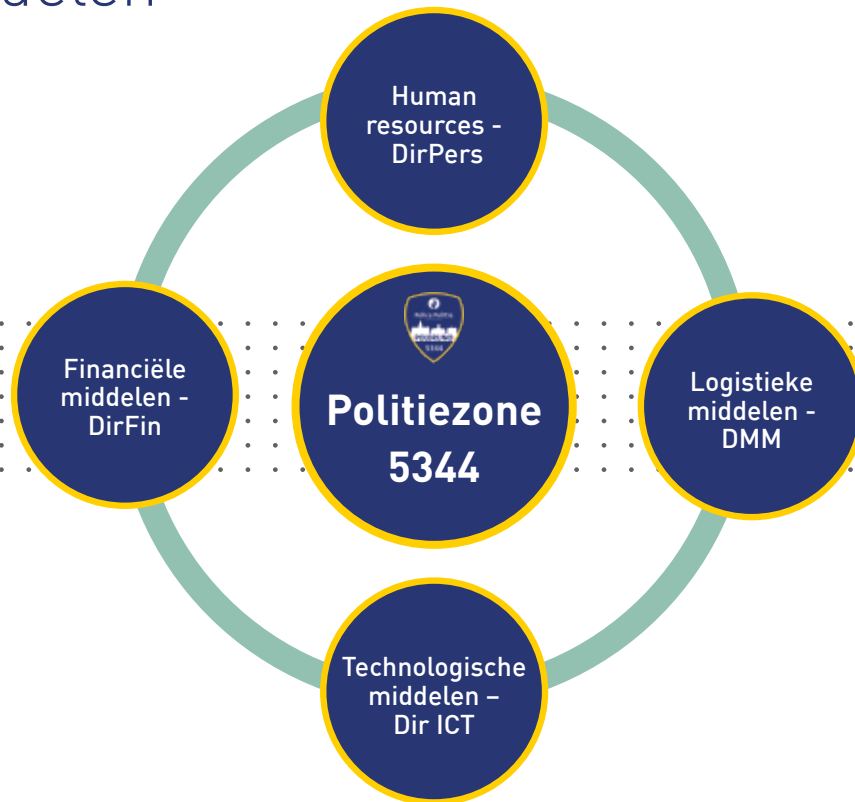 Human
resources -
DirPers
Financiële
middelen -
DirFin
Politiezone
5344
Logistieke
middelen -
DMM
Technologische
middelen –
Dir ICT